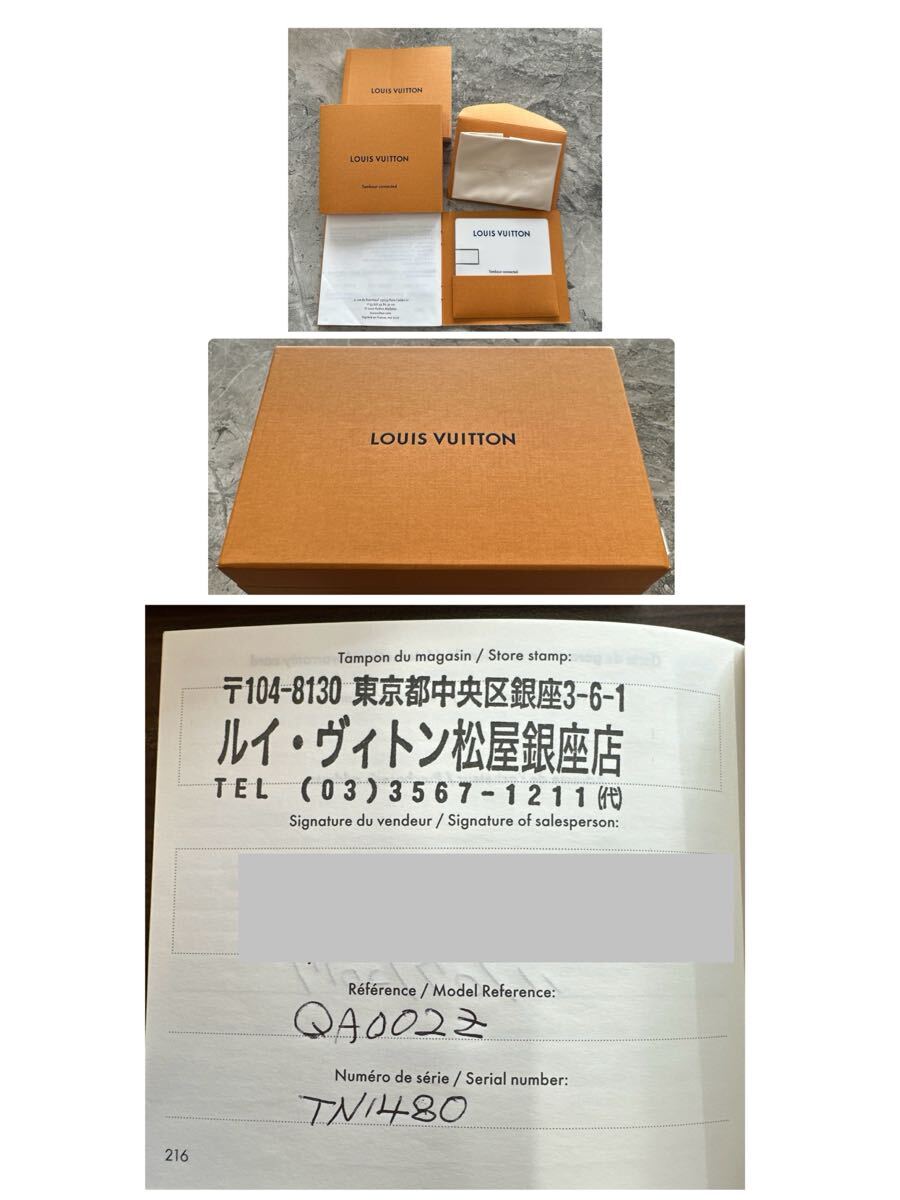 LOUIS VUITTON
LOUIS VUITTON
Tambour connected
LOUIS VUITTON
Tambour connected
LOUIS VUITTON
Tampon du magasin / Store stamp:
〒104-8130 東京都中央区銀座3-6-1
ルイ・ヴィトン松屋銀座店
TEL (03)3567-1211(代)
Signature du vendeur / Signature of salesperson:
Référence / Model Reference:
QA002Z
Numéro de série / Serial number:
TN1480
216